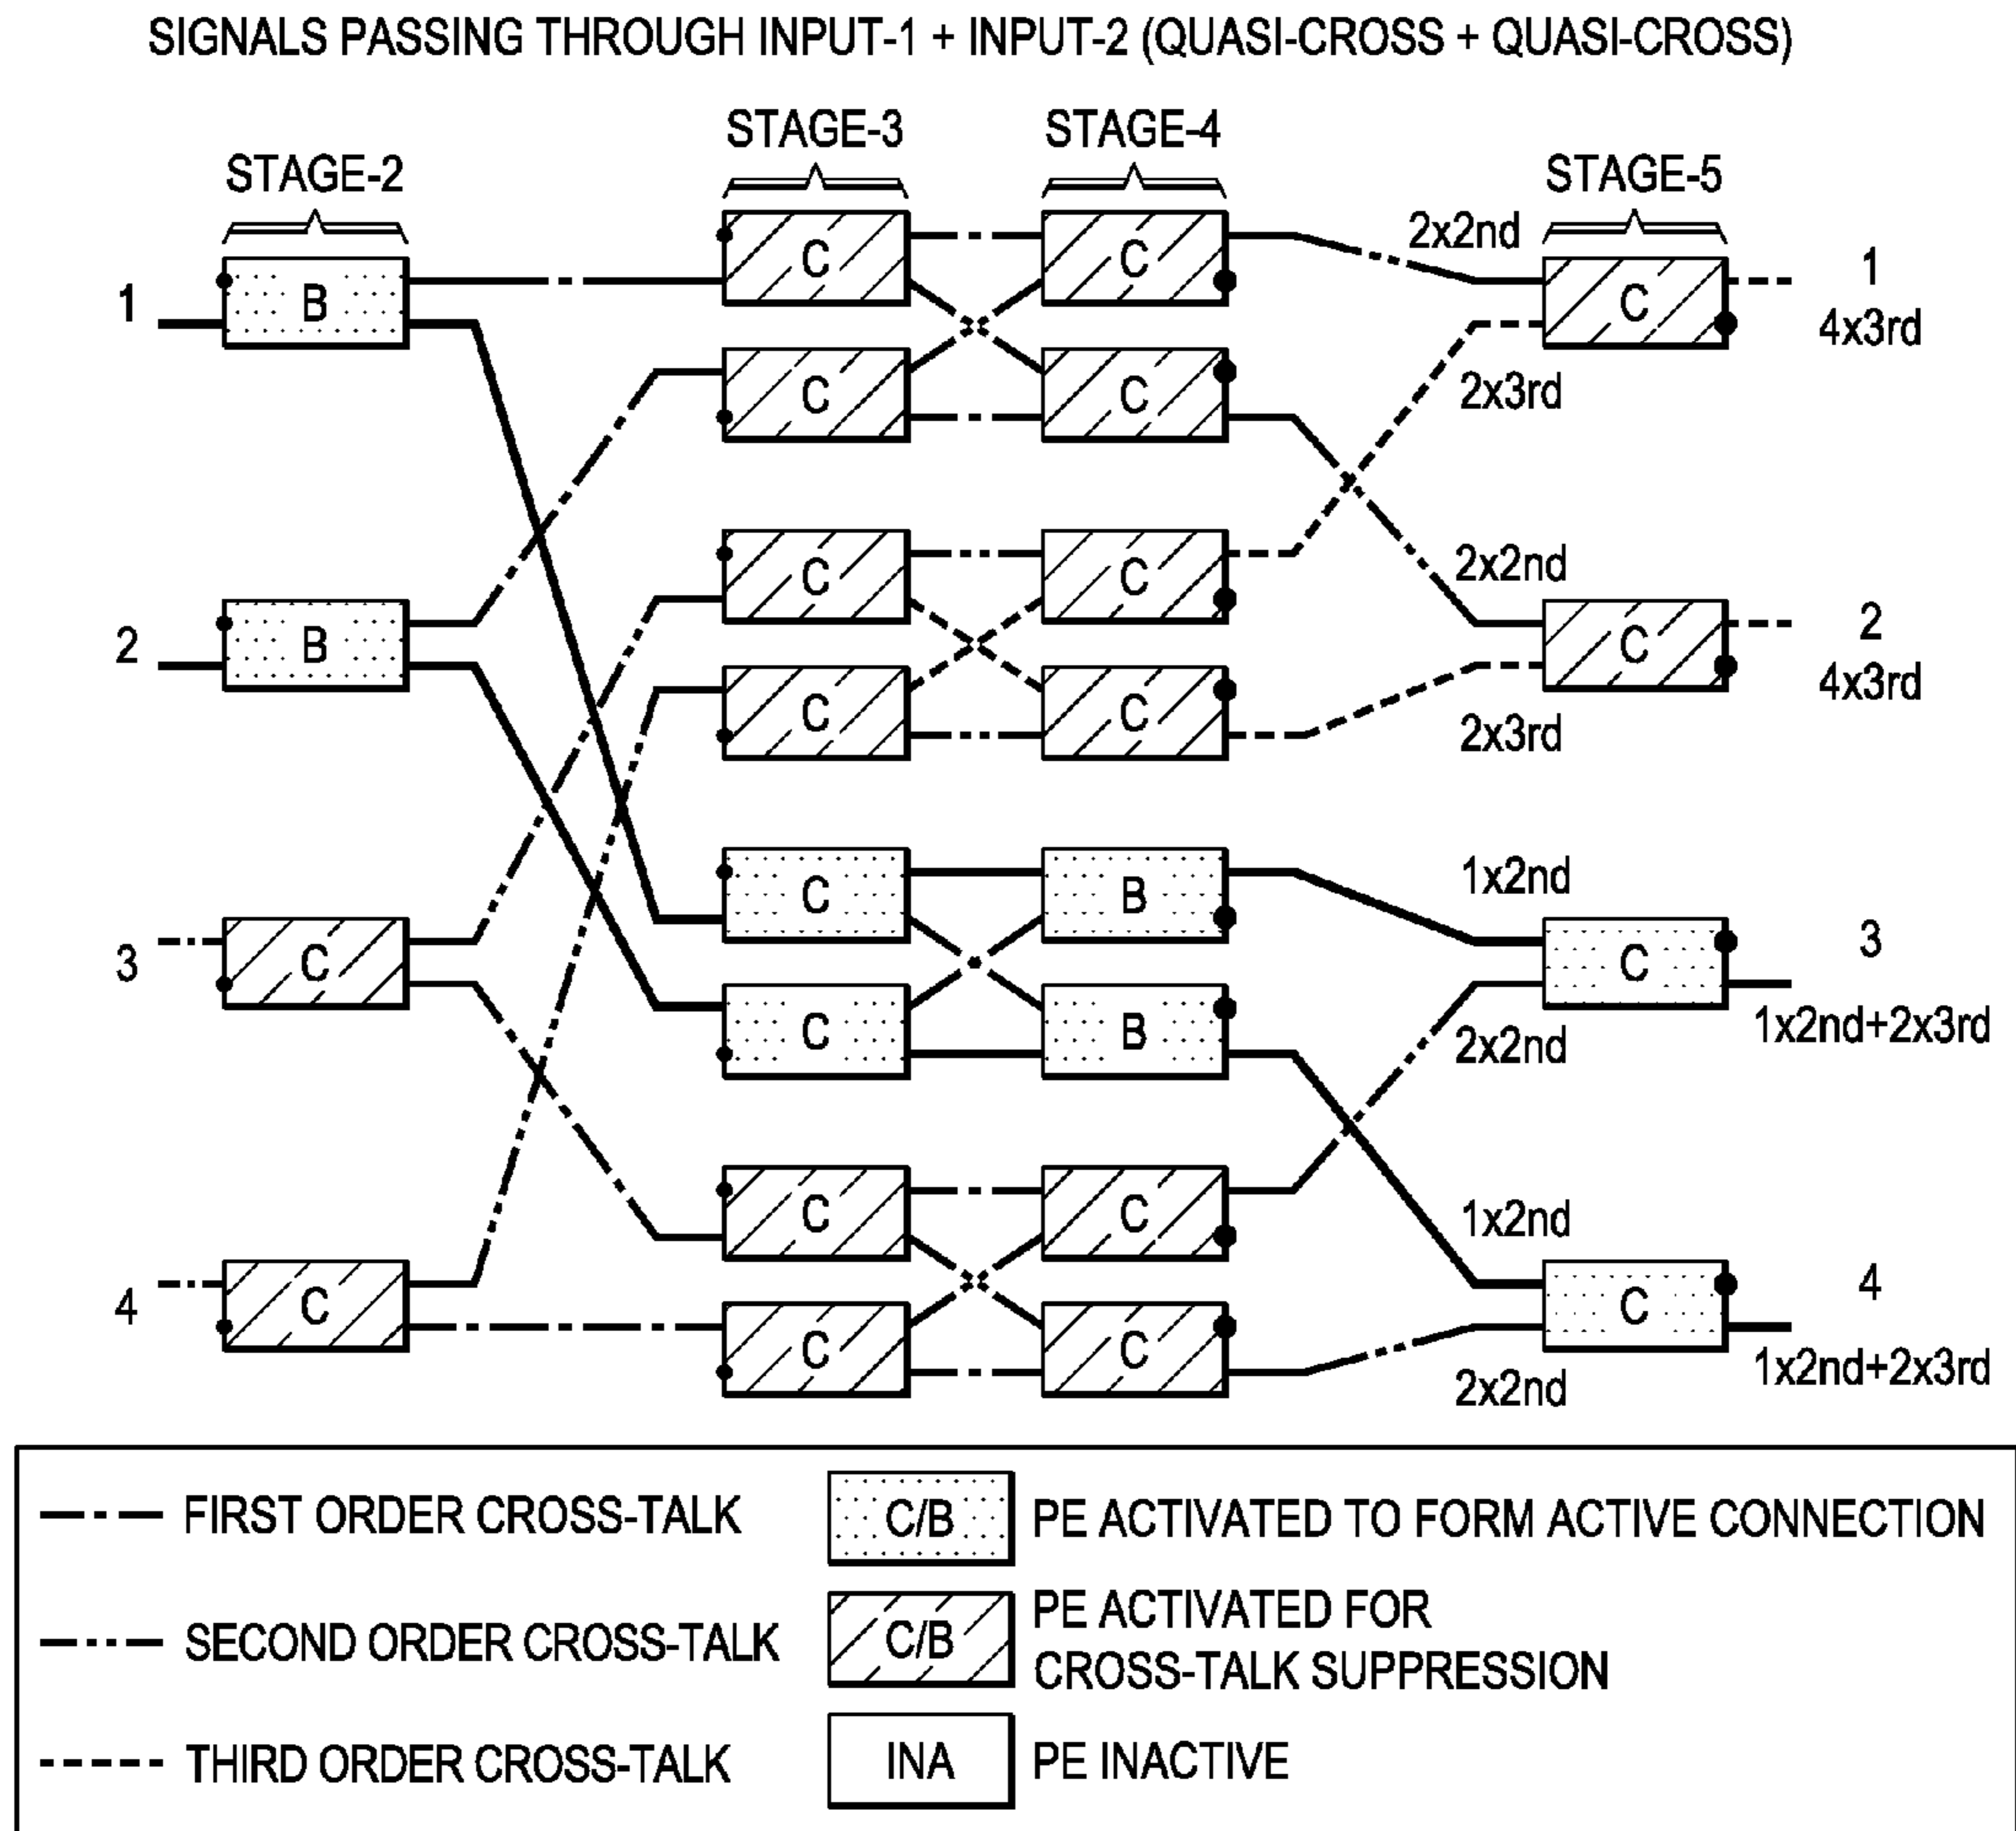 SIGNALS PASSING THROUGH INPUT-1 + INPUT-2 (QUASI-CROSS + QUASI-CROSS)
STAGE-2
STAGE-3
STAGE-4
STAGE-5
1
B
C
C
2x2nd
C
1
4x3rd
C
C
2x3rd
2
B
C
C
2x2nd
C
2
4x3rd
C
C
2x3rd
3
C
C
B
1x2nd
C
3
1x2nd+2x3rd
C
B
2x2nd
4
C
C
C
1x2nd
C
4
1x2nd+2x3rd
C
C
2x2nd
FIRST ORDER CROSS-TALK
C/B
PE ACTIVATED TO FORM ACTIVE CONNECTION
SECOND ORDER CROSS-TALK
C/B
PE ACTIVATED FOR
CROSS-TALK SUPPRESSION
THIRD ORDER CROSS-TALK
INA
PE INACTIVE